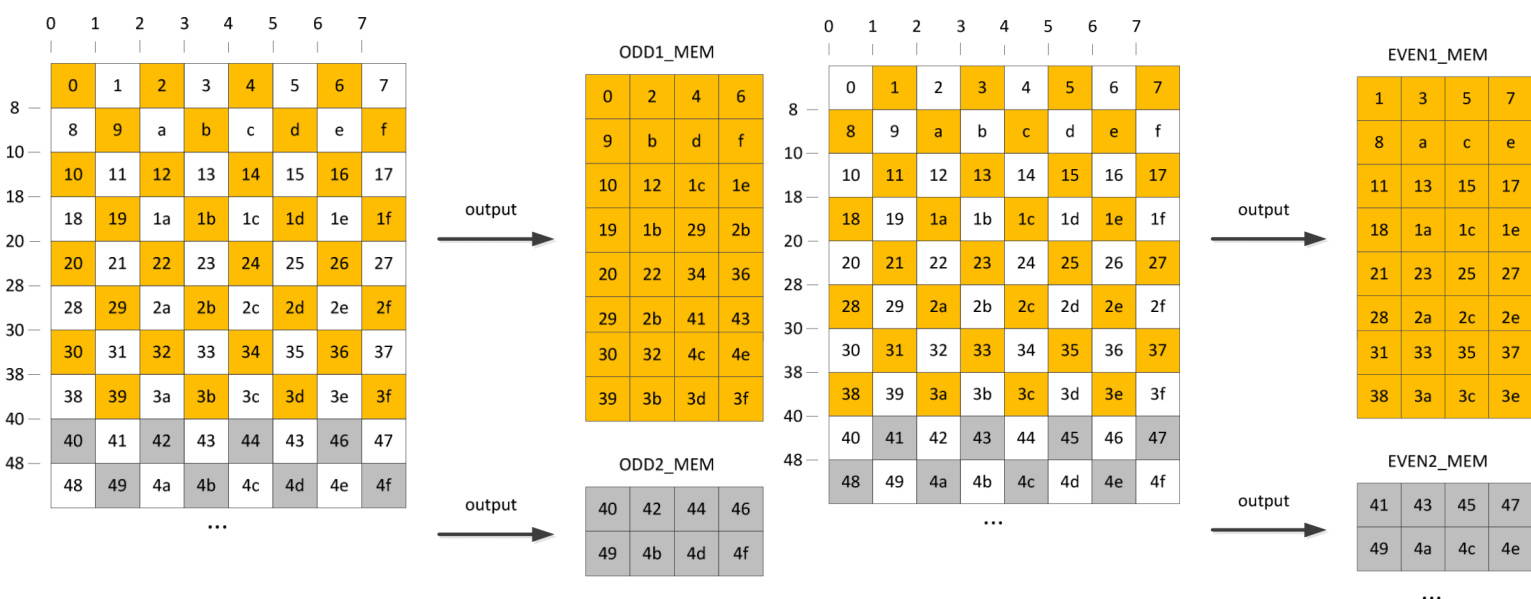 0 1 2 3 4 5 6 7
0 1 2 3 4 5 6 7
8
8 9 a b c d e f
10
10 11 12 13 14 15 16 17
18
18 19 1a 1b 1c 1d 1e 1f
20
20 21 22 23 24 25 26 27
28
28 29 2a 2b 2c 2d 2e 2f
30
30 31 32 33 34 35 36 37
38
38 39 3a 3b 3c 3d 3e 3f
40
40 41 42 43 44 43 46 47
48
48 49 4a 4b 4c 4d 4e 4f
...
output
output
ODD1_MEM
0 2 4 6
9 b d f
10 12 1c 1e
19 1b 29 2b
20 22 34 36
29 2b 41 43
30 32 4c 4e
39 3b 3d 3f
ODD2_MEM
40 42 44 46
49 4b 4d 4f
0 1 2 3 4 5 6 7
0 1 2 3 4 5 6 7
8
8 9 a b c d e f
10
10 11 12 13 14 15 16 17
18
18 19 1a 1b 1c 1d 1e 1f
20
20 21 22 23 24 25 26 27
28
28 29 2a 2b 2c 2d 2e 2f
30
30 31 32 33 34 35 36 37
38
38 39 3a 3b 3c 3d 3e 3f
40
40 41 42 43 44 45 46 47
48
48 49 4a 4b 4c 4d 4e 4f
...
output
output
EVEN1_MEM
1 3 5 7
8 a c e
11 13 15 17
18 1a 1c 1e
21 23 25 27
28 2a 2c 2e
31 33 35 37
38 3a 3c 3e
EVEN2_MEM
41 43 45 47
49 4a 4c 4e
...